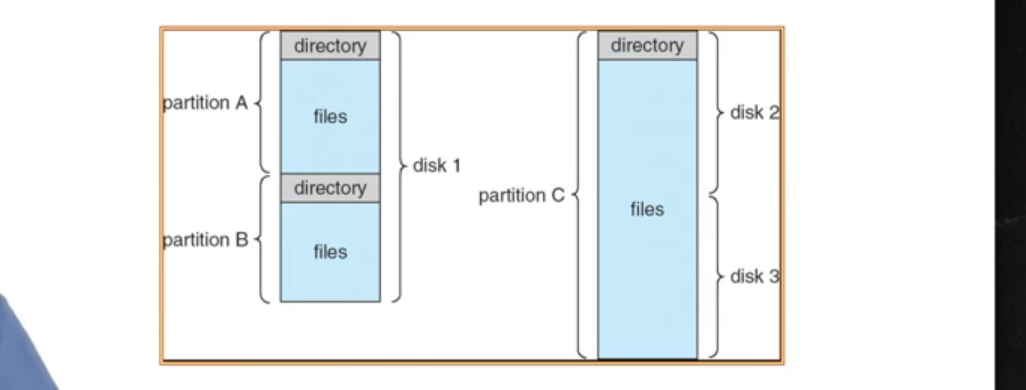 directory
partition A
files
disk 1
directory
partition B
files
directory
disk 2
partition C
files
disk 3